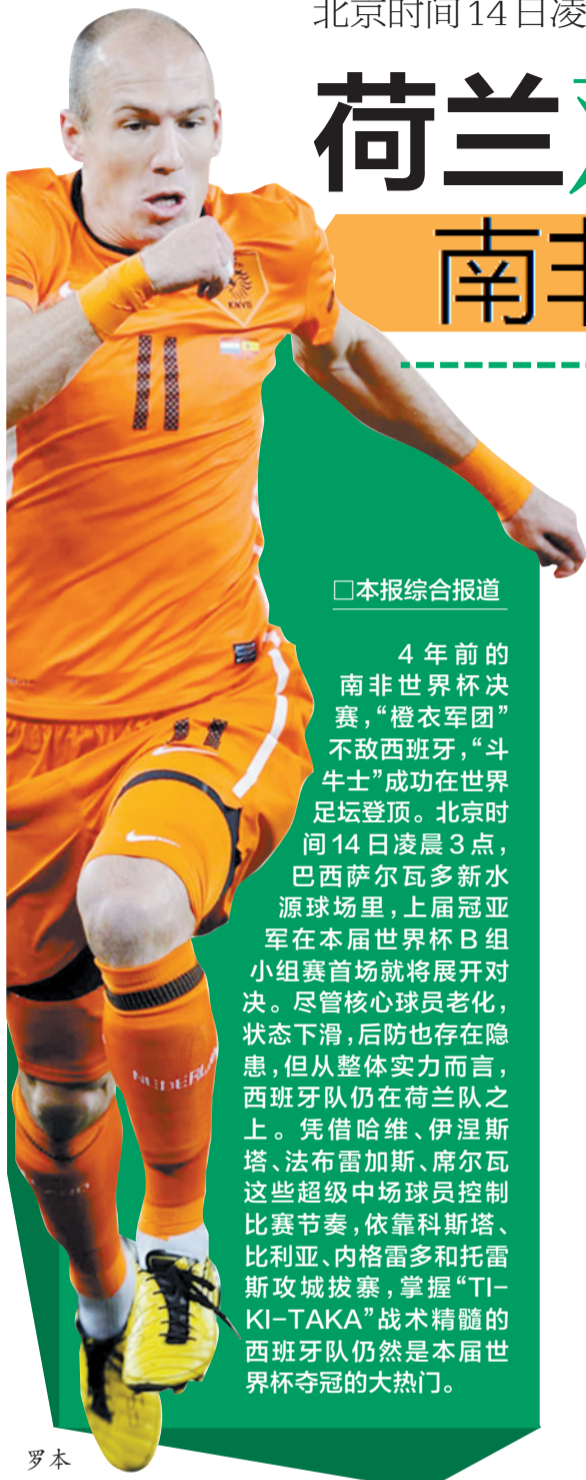 北京时间14日凌
荷兰
南非
KNVB
11
11
NEDERL
□本报综合报道
4年前的
南非世界杯决
赛，“橙衣军团”
不敌西班牙，“斗
牛士”成功在世界
足坛登顶。北京时
间14日凌晨3点，
巴西萨尔瓦多新水
源球场里，上届冠亚
军在本届世界杯B组
小组赛首场就将展开对
决。尽管核心球员老化，
状态下滑，后防也存在隐
患，但从整体实力而言，
西班牙队仍在荷兰队之
上。凭借哈维、伊涅斯
塔、法布雷加斯、席尔瓦
这些超级中场球员控制
比赛节奏，依靠科斯塔、
比利亚、内格雷多和托雷
斯攻城拔寨，掌握“TI-
KI-TAKA”战术精髓的
西班牙队仍然是本届世
界杯夺冠的大热门。
罗本